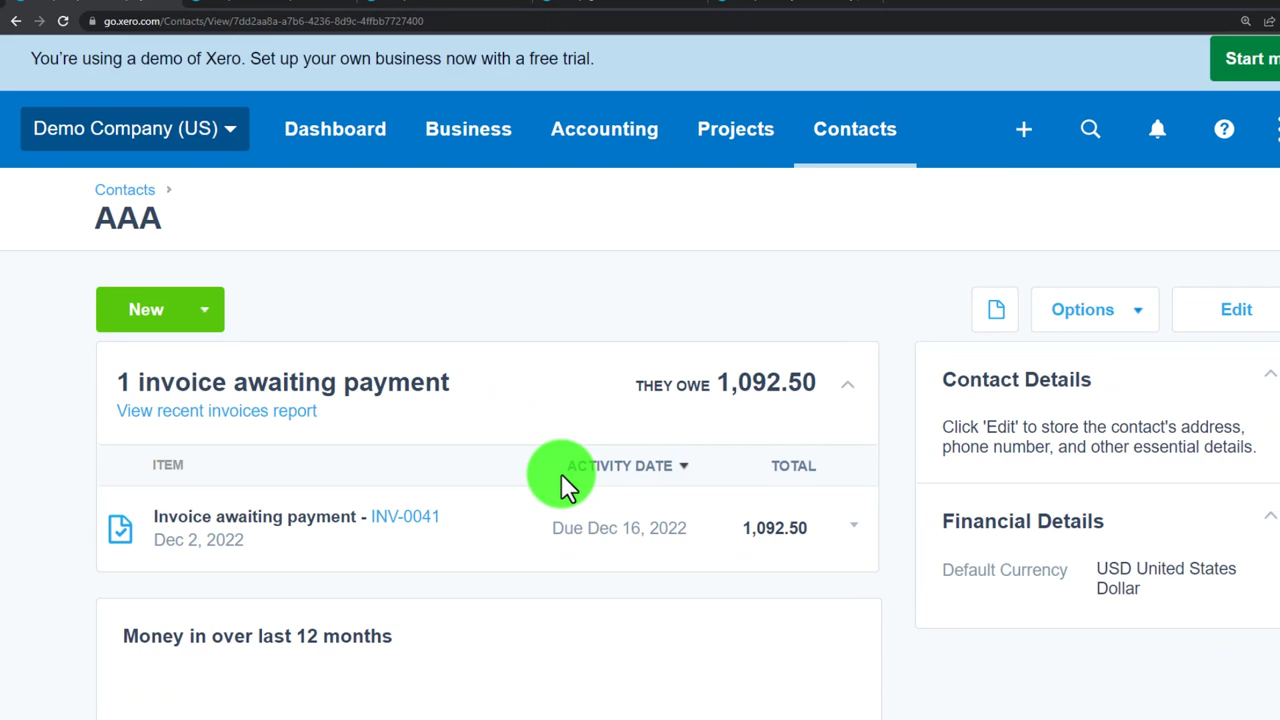 go.xero.com/Contacts/View/7dd2aa8a-a7b6-4236-8d9c-4ffbb7727400
You're using a demo of Xero. Set up your own business now with a free trial.
Start m
Demo Company (US)
Dashboard
Business
Accounting
Projects
Contacts
Contacts
AAA
New
Options
Edit
1 invoice awaiting payment
THEY OWE 1,092.50
View recent invoices report
ITEM
ACTIVITY DATE
TOTAL
Invoice awaiting payment - INV-0041
Dec 2, 2022
Due Dec 16, 2022
1,092.50
Money in over last 12 months
Contact Details
Click 'Edit' to store the contact's address,
phone number, and other essential details.
Financial Details
Default Currency
USD United States
Dollar